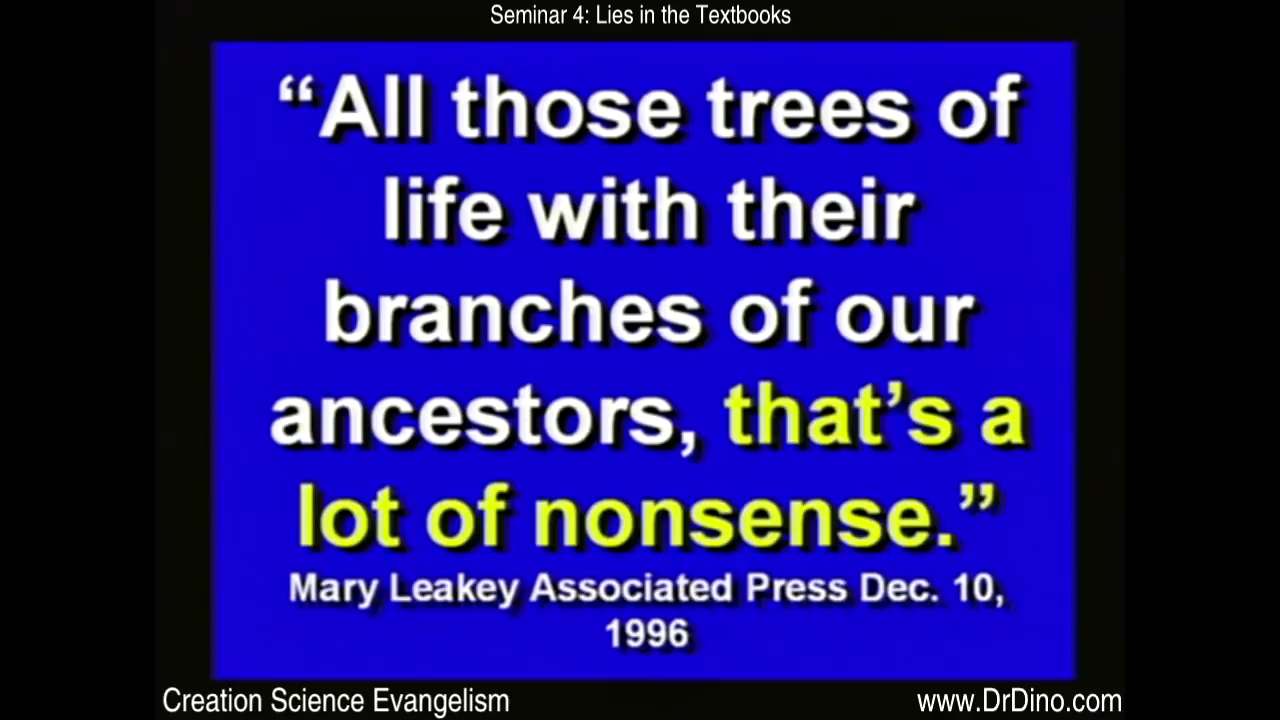 Seminar 4: Lies in the Textbooks
“All those trees of
life with their
branches of our
ancestors, that’s a
lot of nonsense.”
Mary Leakey Associated Press Dec. 10,
1996
Creation Science Evangelism
www.DrDino.com